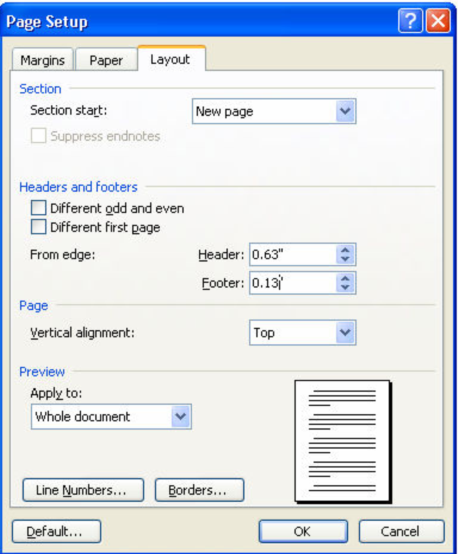 Page Setup
Margins Paper Layout
Section
Section start: New page
Suppress endnotes
Headers and footers
Different odd and even
Different first page
From edge: Header: 0.63"
Footer: 0.13"
Page
Vertical alignment: Top
Preview
Apply to:
Whole document
Line Numbers... Borders...
Default... OK Cancel